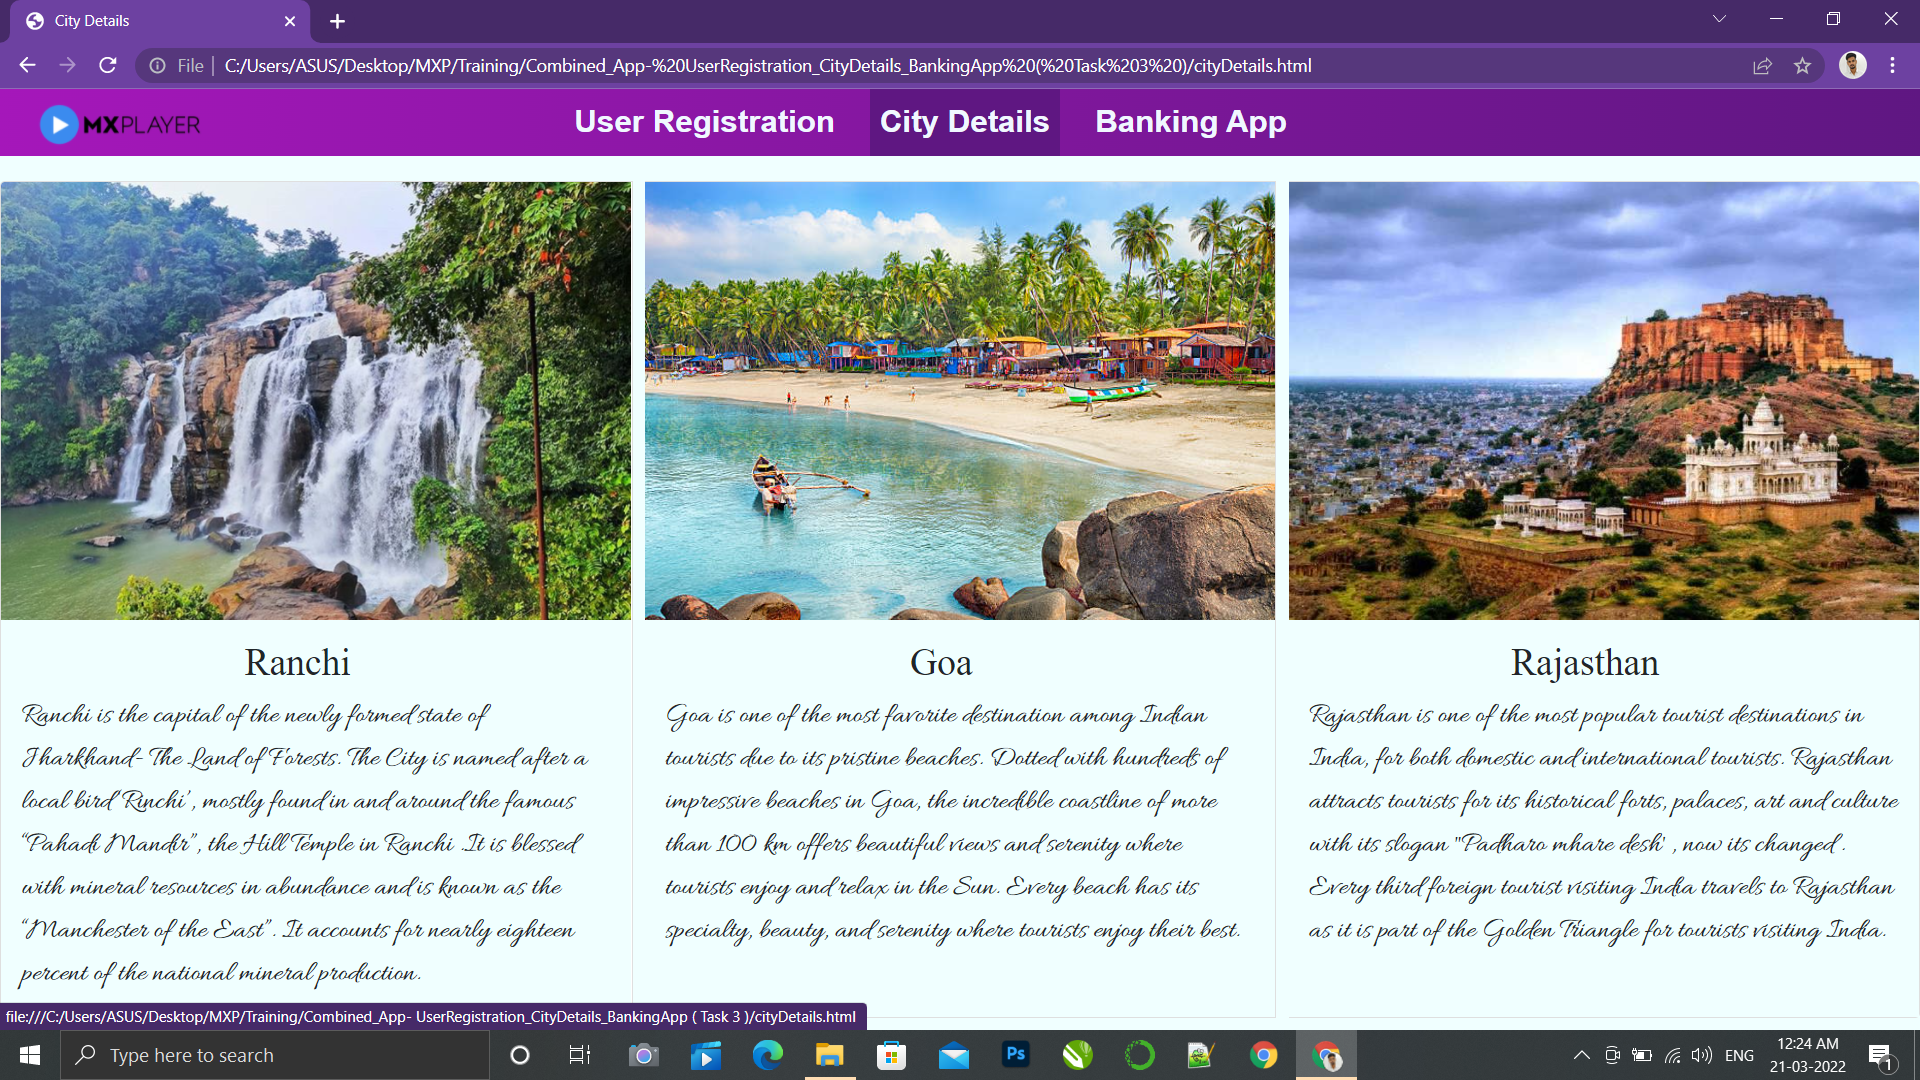 City Details
File
C:/Users/ASUS/Desktop/MXP/Training/Combined_App-%20UserRegistration_CityDetails_BankingApp%20(%20Task%203%20)/cityDetails.html
MXPLAYER
User Registration
City Details
Banking App
Ranchi
Ranchi is the capital of the newly formed state of
Jharkhand- The Land of Forests. The City is named after a
local bird 'Rinchi' , mostly found in and around the famous
“Pahadi Mandir”, the Hill Temple in Ranchi .It is blessed
with mineral resources in abundance and is known as the
“Manchester of the East”. It accounts for nearly eighteen
percent of the national mineral production.
Goa
Goa is one of the most favorite destination among Indian
tourists due to its pristine beaches. Dotted with hundreds of
impressive beaches in Goa, the incredible coastline of more
than 100 km offers beautiful views and serenity where
tourists enjoy and relax in the Sun. Every beach has its
specialty, beauty, and serenity where tourists enjoy their best.
Rajasthan
Rajasthan is one of the most popular tourist destinations in
India, for both domestic and international tourists. Rajasthan
attracts tourists for its historical forts, palaces, art and culture
with its slogan "Padharo mhare desh' , now its changed .
Every third foreign tourist visiting India travels to Rajasthan
as it is part of the Golden Triangle for tourists visiting India.
file:///C:/Users/ASUS/Desktop/MXP/Training/Combined_App- UserRegistration_CityDetails_BankingApp ( Task 3 )/cityDetails.html
Type here to search
Ps
ENG
12:24 AM
21-03-2022
1